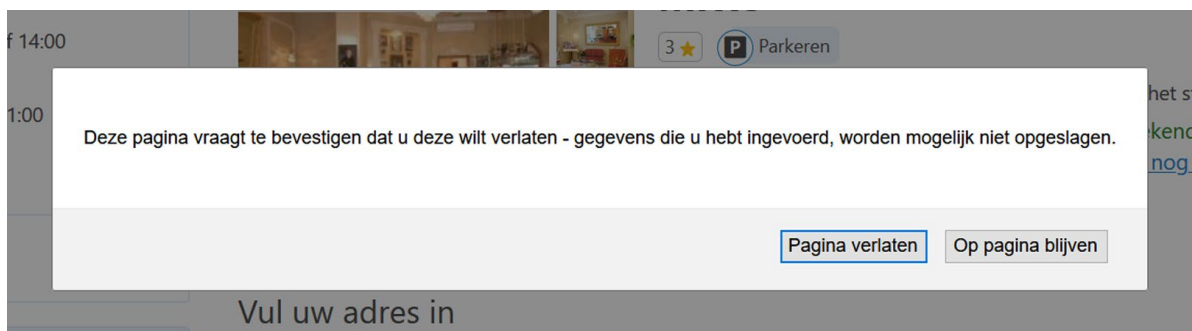 f 14:00
3
P Parkeren
1:00
het s
Deze pagina vraagt te bevestigen dat u deze wilt verlaten - gegevens die u hebt ingevoerd, worden mogelijk niet opgeslagen.
kend
nog
Pagina verlaten
Op pagina blijven
Vul uw adres in